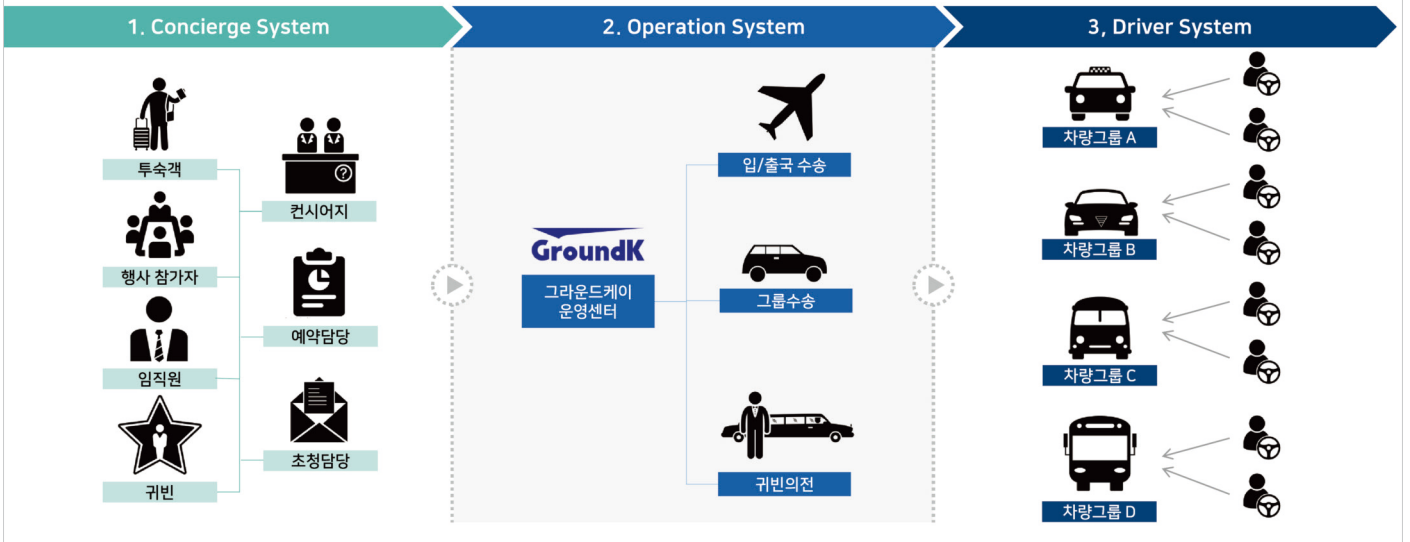 1. Concierge System
2. Operation System
3, Driver System
투숙객
컨시어지
행사 참가자
예약담당
임직원
초청담당
귀빈
?
GroundK
그라운드케이
운영센터
입/출국 수송
그룹수송
귀빈의전
차량그룹 A
차량그룹 B
차량그룹 C
차량그룹 D